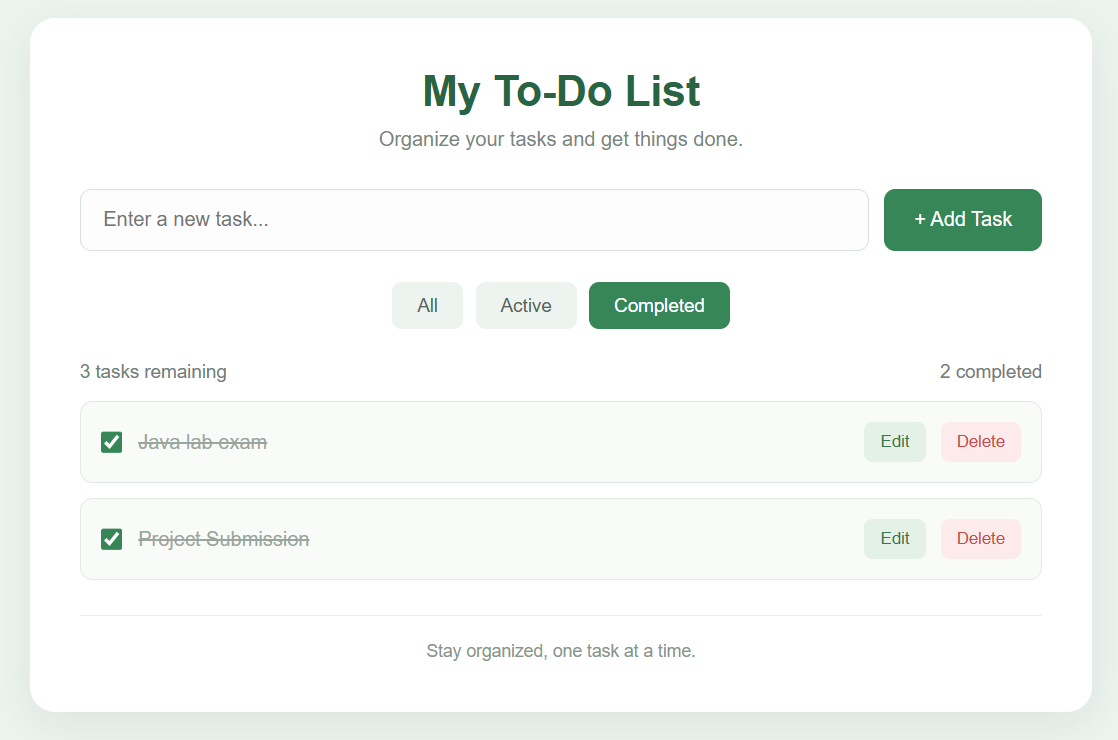 My To-Do List
Organize your tasks and get things done.
Enter a new task...
+ Add Task
All
Active
Completed
3 tasks remaining
2 completed
Java lab exam
Edit
Delete
Project Submission
Edit
Delete
Stay organized, one task at a time.